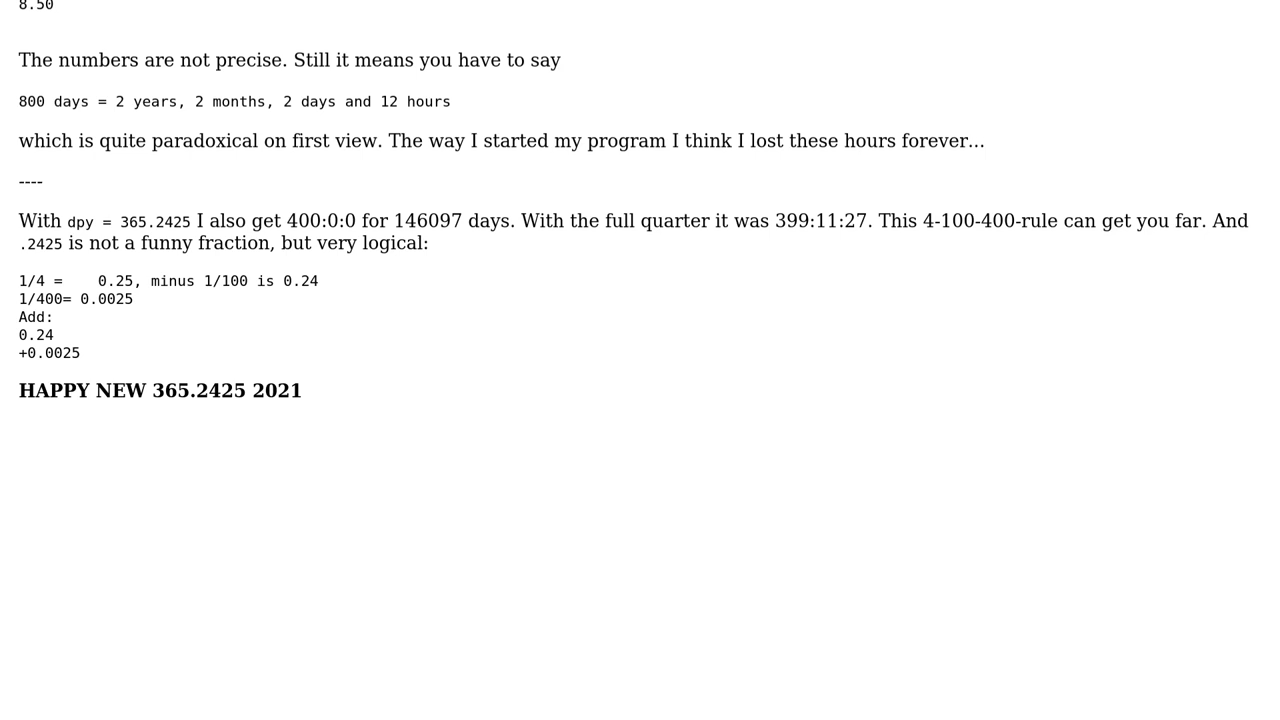 8.50
The numbers are not precise. Still it means you have to say
800 days = 2 years, 2 months, 2 days and 12 hours
which is quite paradoxical on first view. The way I started my program I think I lost these hours forever...
----
With dpy = 365.2425 I also get 400:0:0 for 146097 days. With the full quarter it was 399:11:27. This 4-100-400-rule can get you far. And
.2425 is not a funny fraction, but very logical:
1/4 =    0.25, minus 1/100 is 0.24
1/400= 0.0025
Add:
0.24
+0.0025
HAPPY NEW 365.2425 2021